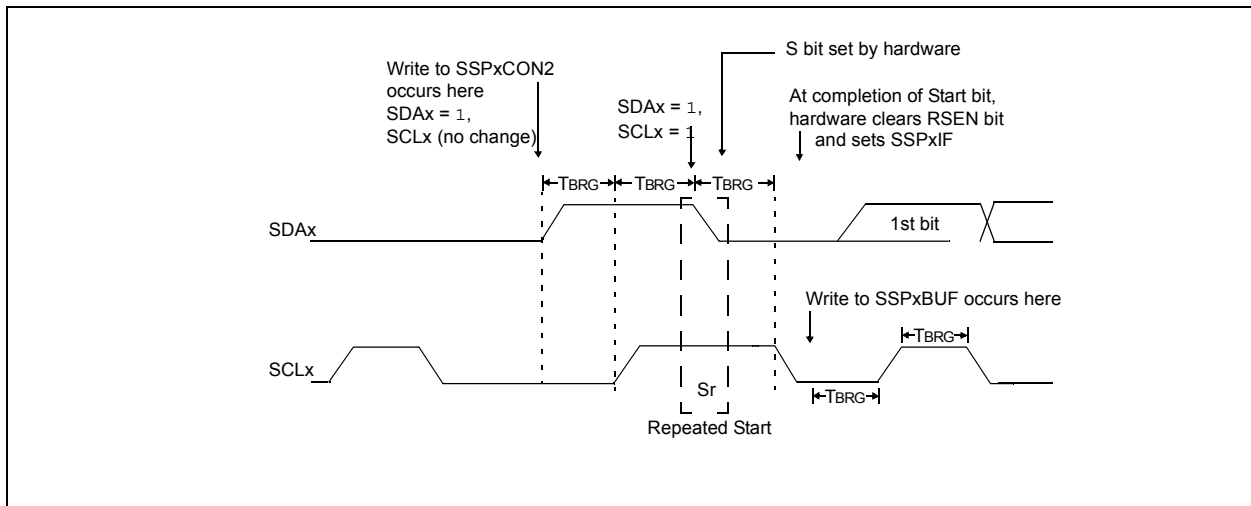 S bit set by hardware
Write to SSPxCON2
occurs here
SDAx = 1,
SCLx (no change)
SDAx = 1,
SCLx = 1
At completion of Start bit,
hardware clears RSEN bit
and sets SSPxIF
TBRG TBRG TBRG
SDAx
1st bit
Write to SSPxBUF occurs here
TBRG
SCLx
Sr
TBRG
Repeated Start